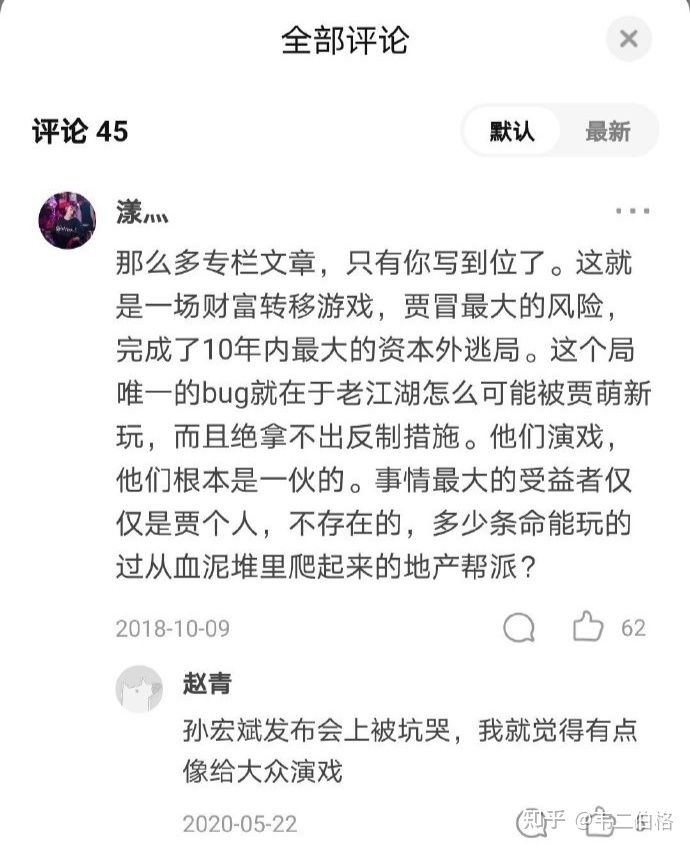 全部评论
评论 45
默认
最新
漾灬
那么多专栏文章，只有你写到位了。这就
是一场财富转移游戏，贾冒最大的风险，
完成了10年内最大的资本外逃局。这个局
唯一的bug就在于老江湖怎么可能被贾萌新
玩，而且绝拿不出反制措施。他们演戏，
他们根本是一伙的。事情最大的受益者仅
仅是贾个人，不存在的，多少条命能玩的
过从血泥堆里爬起来的地产帮派？
2018-10-09
62
赵青
孙宏斌发布会上被坑哭，我就觉得有点
像给大众演戏
2020-05-22
知乎 @韦二伯格